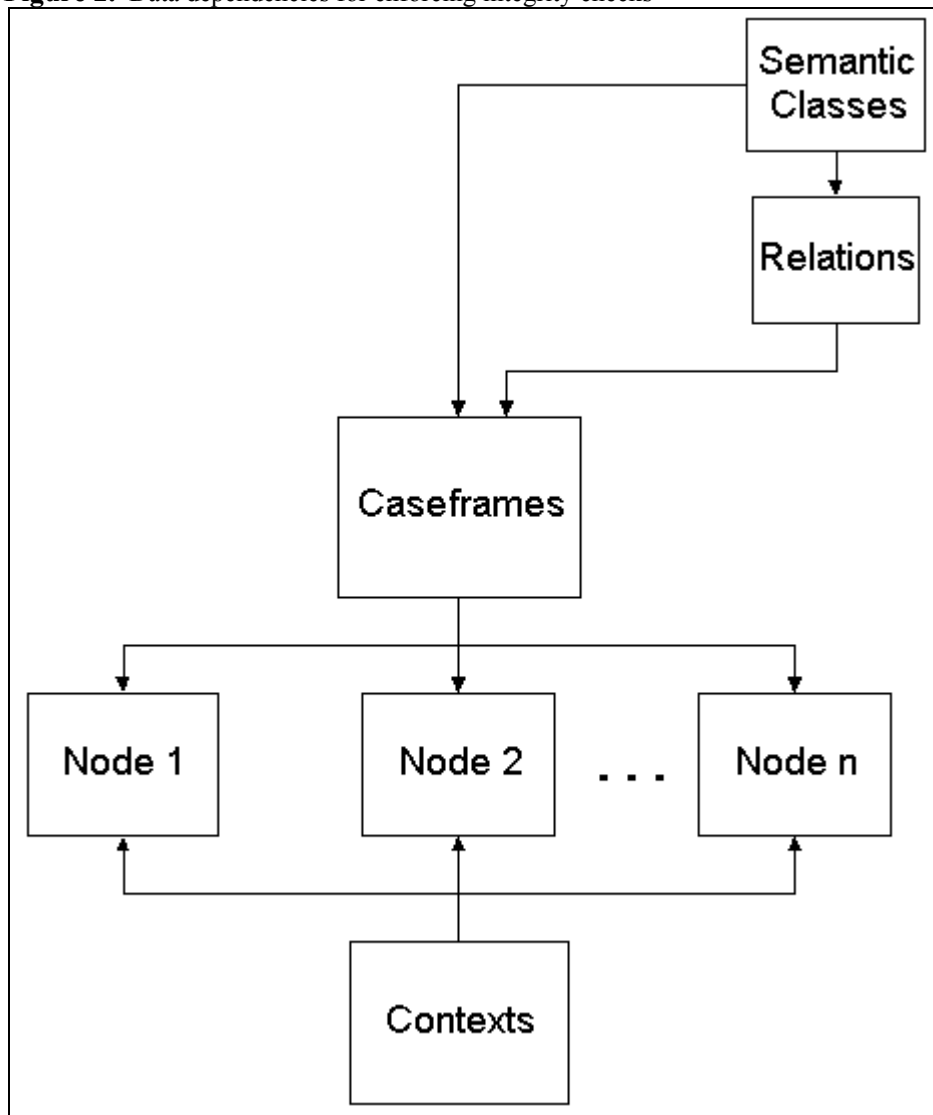 Figure 2: Data dependencies for enforcing integrity checks
Semantic
Classes
Relations
Caseframes
Node 1
Node 2
. . .
Node n
Contexts